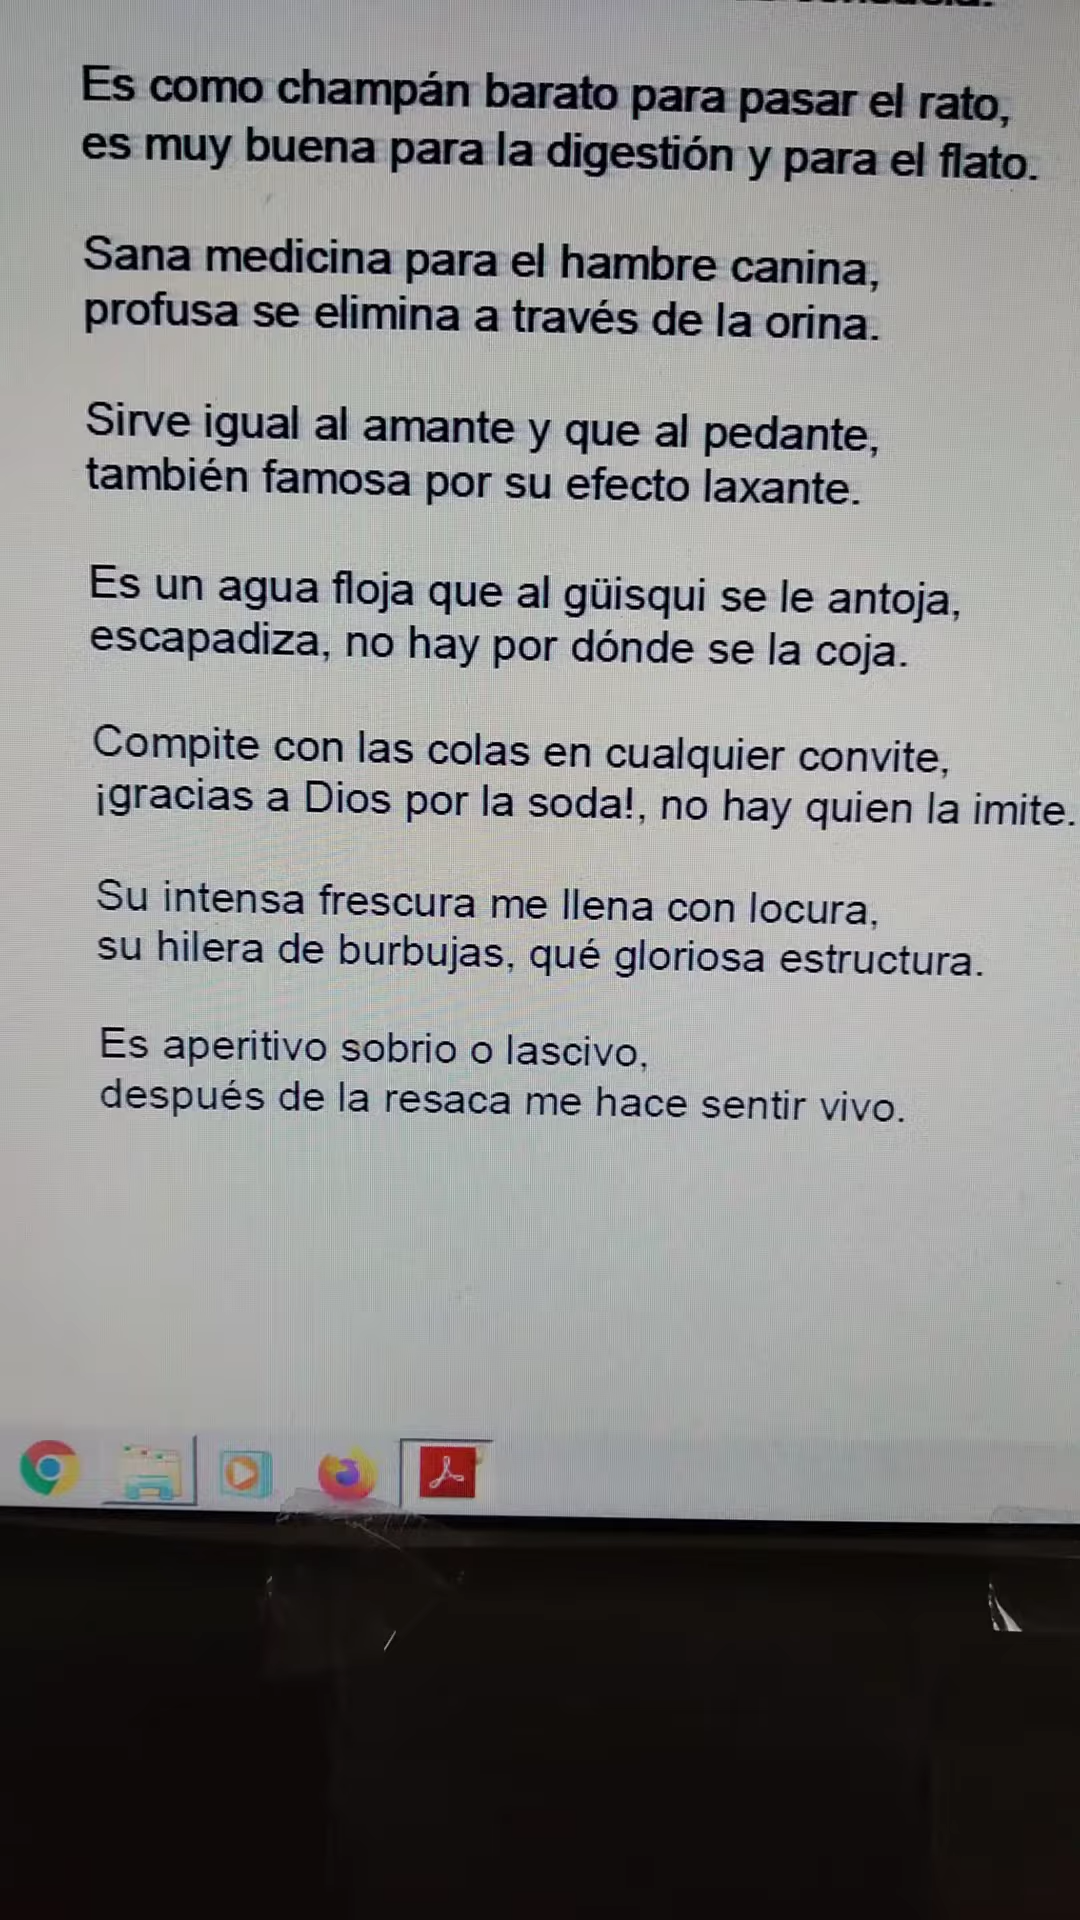 Es como champán barato para pasar el rato,
es muy buena para la digestión y para el flato.
Sana medicina para el hambre canina,
profusa se elimina a través de la orina.
Sirve igual al amante y que al pedante,
también famosa por su efecto laxante.
Es un agua floja que al güisqui se le antoja,
escapadiza, no hay por dónde se la coja.
Compite con las colas en cualquier convite,
¡gracias a Dios por la soda!, no hay quien la imite.
Su intensa frescura me llena con locura,
su hilera de burbujas, qué gloriosa estructura.
Es aperitivo sobrio o lascivo,
después de la resaca me hace sentir vivo.